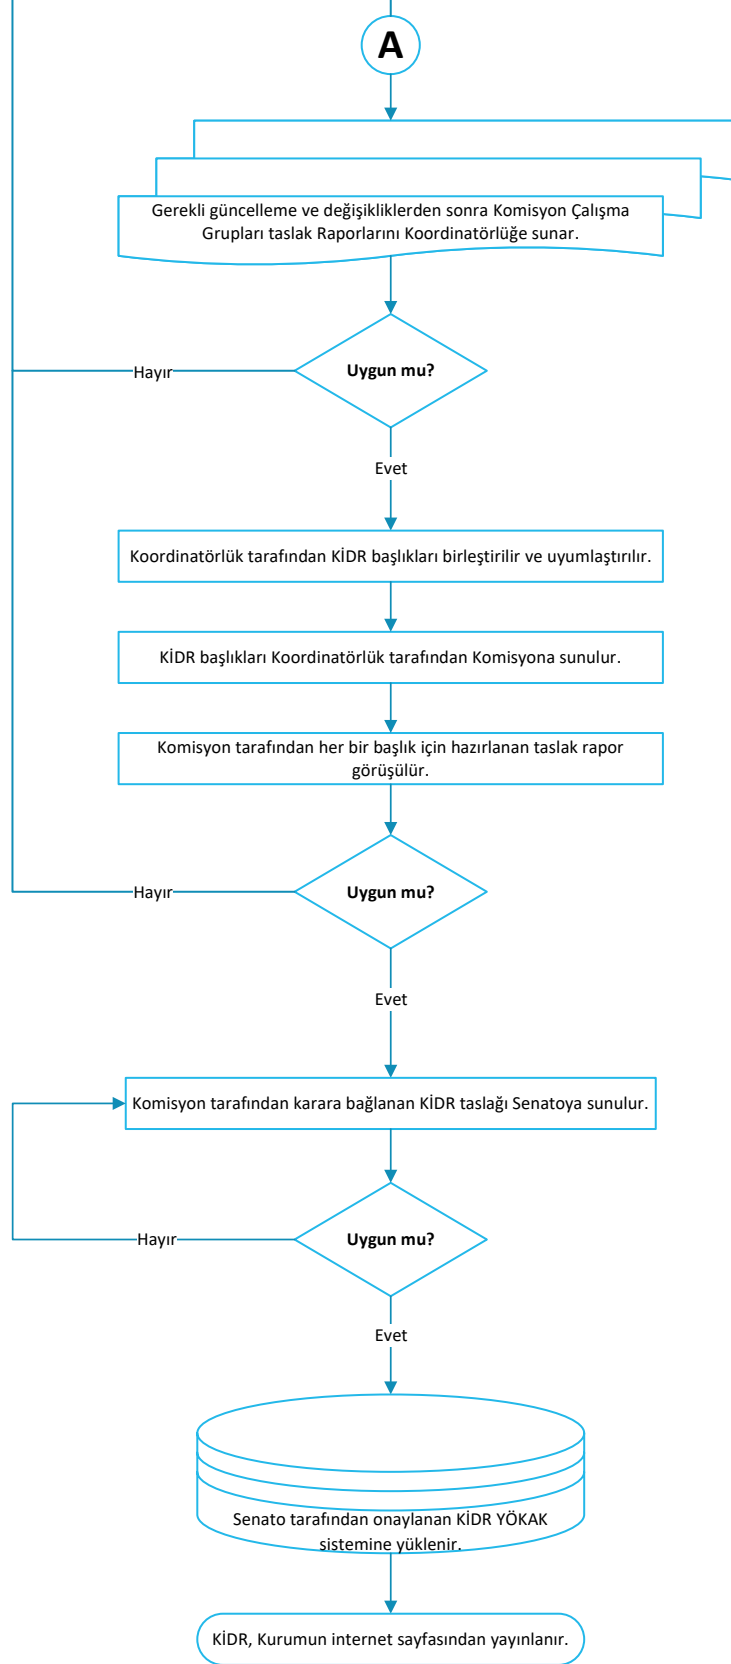 A
Gerekli güncelleme ve değişikliklerden sonra Komisyon Çalışma
Grupları taslak Raporlarını Koordinatörlüğe sunar.
Uygun mu?
Hayır
Evet
Koordinatörlük tarafından KİDR başlıkları birleştirilir ve uyumlaştırılır.
KİDR başlıkları Koordinatörlük tarafından Komisyona sunulur.
Komisyon tarafından her bir başlık için hazırlanan taslak rapor
görüşülür.
Uygun mu?
Hayır
Evet
Komisyon tarafından karara bağlanan KİDR taslağı Senatoya sunulur.
Uygun mu?
Hayır
Evet
Senato tarafından onaylanan KİDR YÖKAK
sistemine yüklenir.
KİDR, Kurumun internet sayfasından yayınlanır.